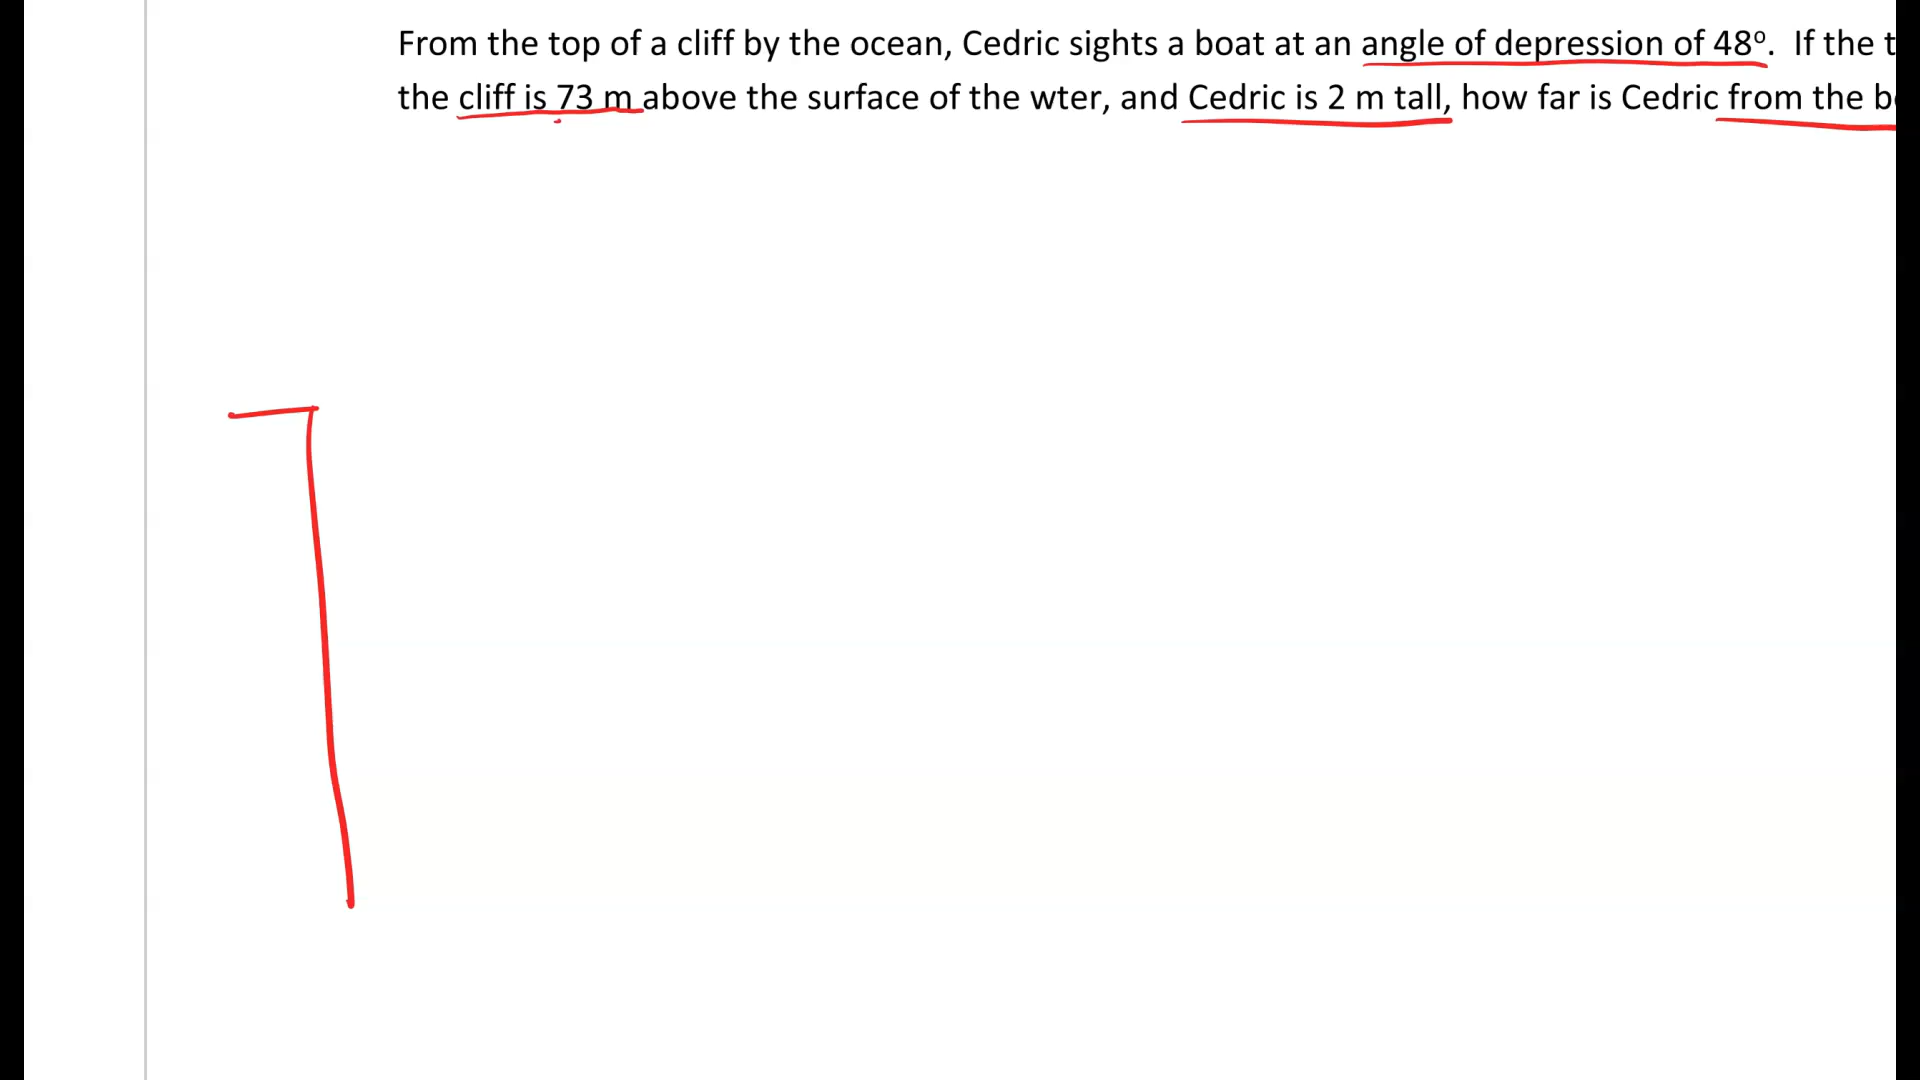 From the top of a cliff by the ocean, Cedric sights a boat at an angle of depression of 48°. If the
the cliff is 73 m above the surface of the wter, and Cedric is 2 m tall, how far is Cedric from the